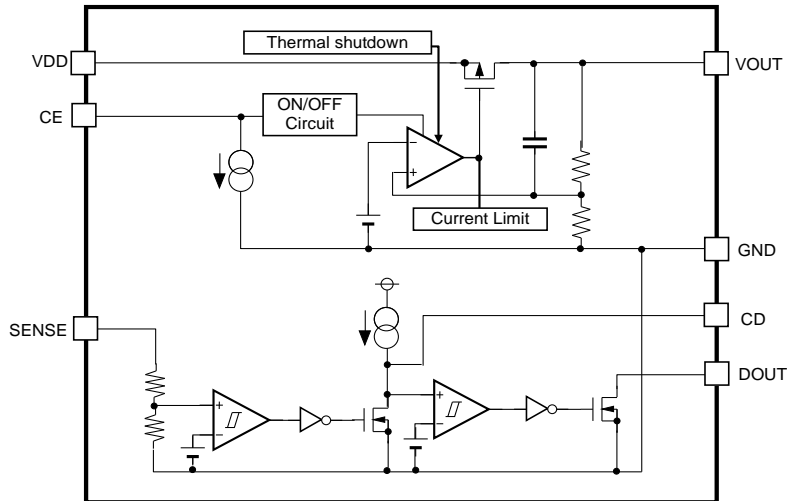 Thermal shutdown
VDD
VOUT
CE
ON/OFF
Circuit
−
+
Current Limit
GND
SENSE
CD
DOUT
+
−
+
−